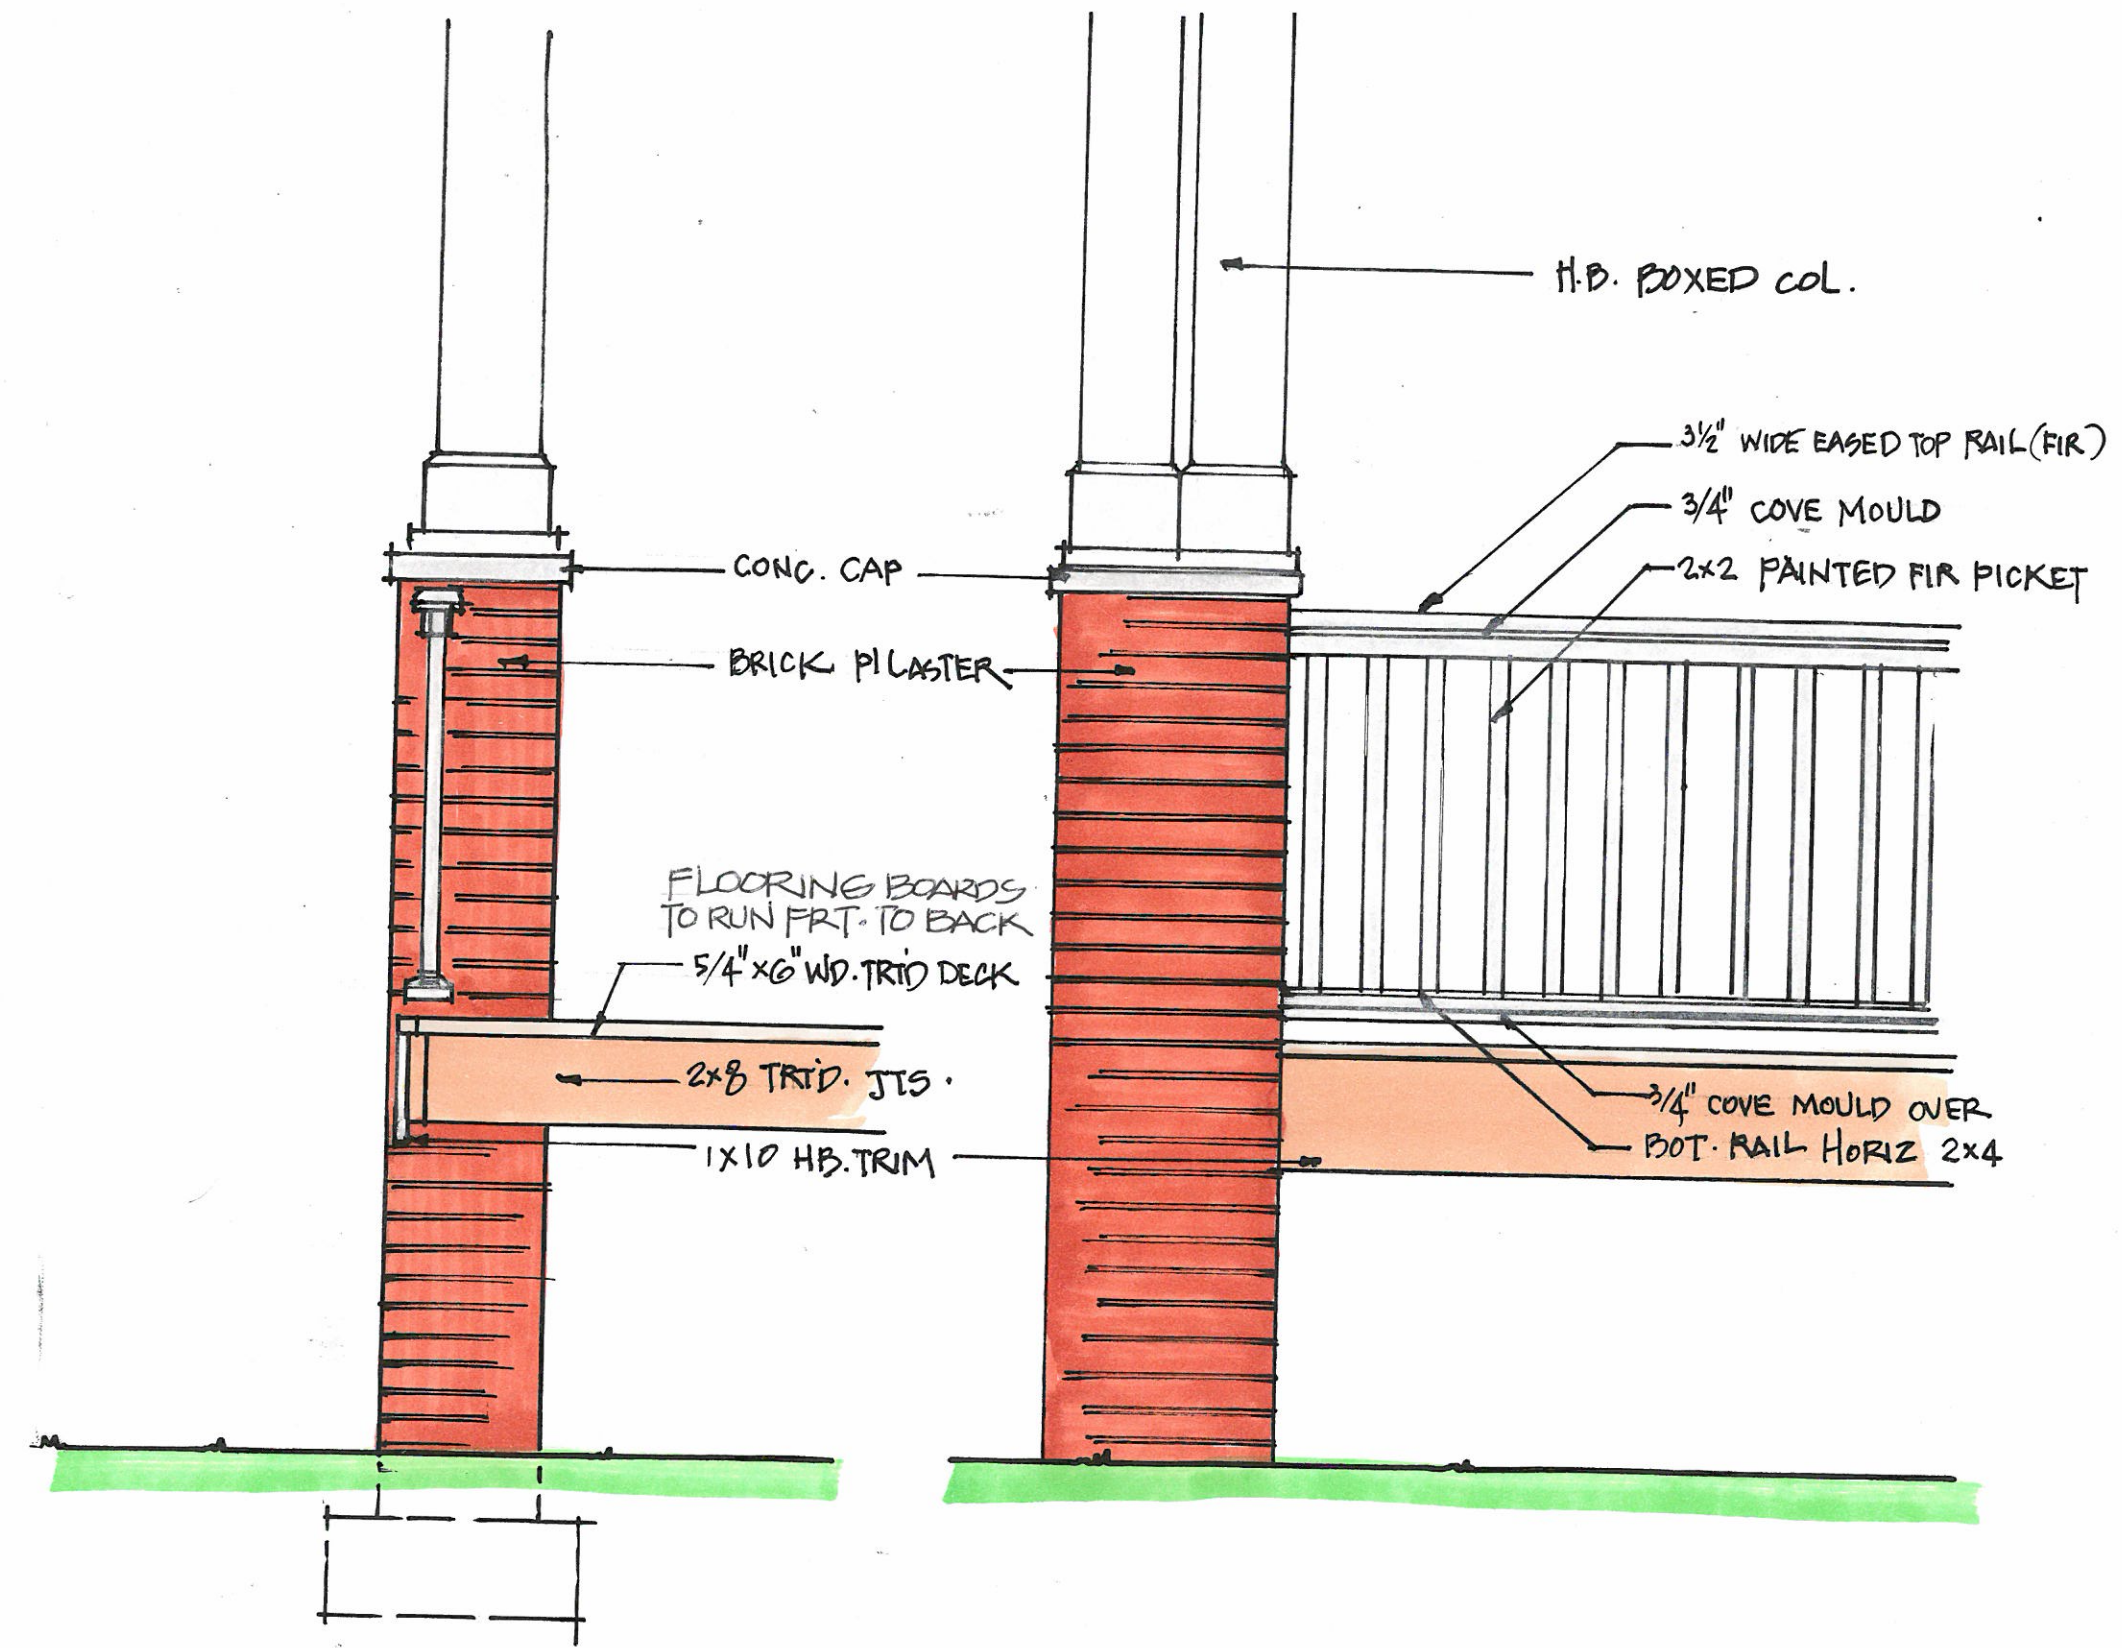 H.B. BOXED COL.
3½" WIDE EASED TOP RAIL (FIR)
3/4" COVE MOULD
2x2 PAINTED FIR PICKET
CONC. CAP
BRICK PILASTER
FLOORING BOARDS
TO RUN FRT. TO BACK
5/4"x6" WD. TRT'D DECK
2x8 TRT'D. JTS.
1x10 HB. TRIM
3/4" COVE MOULD OVER
BOT. RAIL HORIZ 2x4